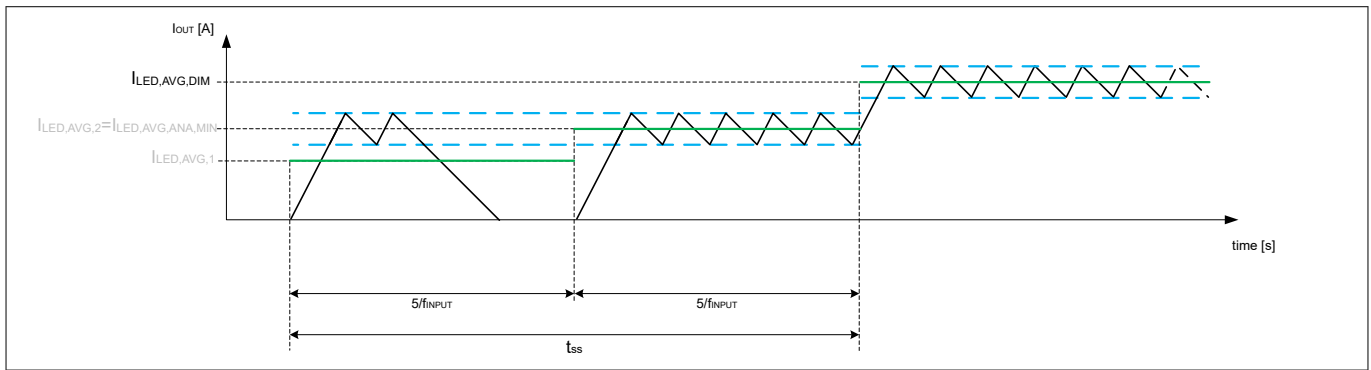 IOUT [A]
ILED,AVG,DIM
ILED,AVG,2=ILED,AVG,ANA,MIN
ILED,AVG,1
time [s]
5/fINPUT
5/fINPUT
tss